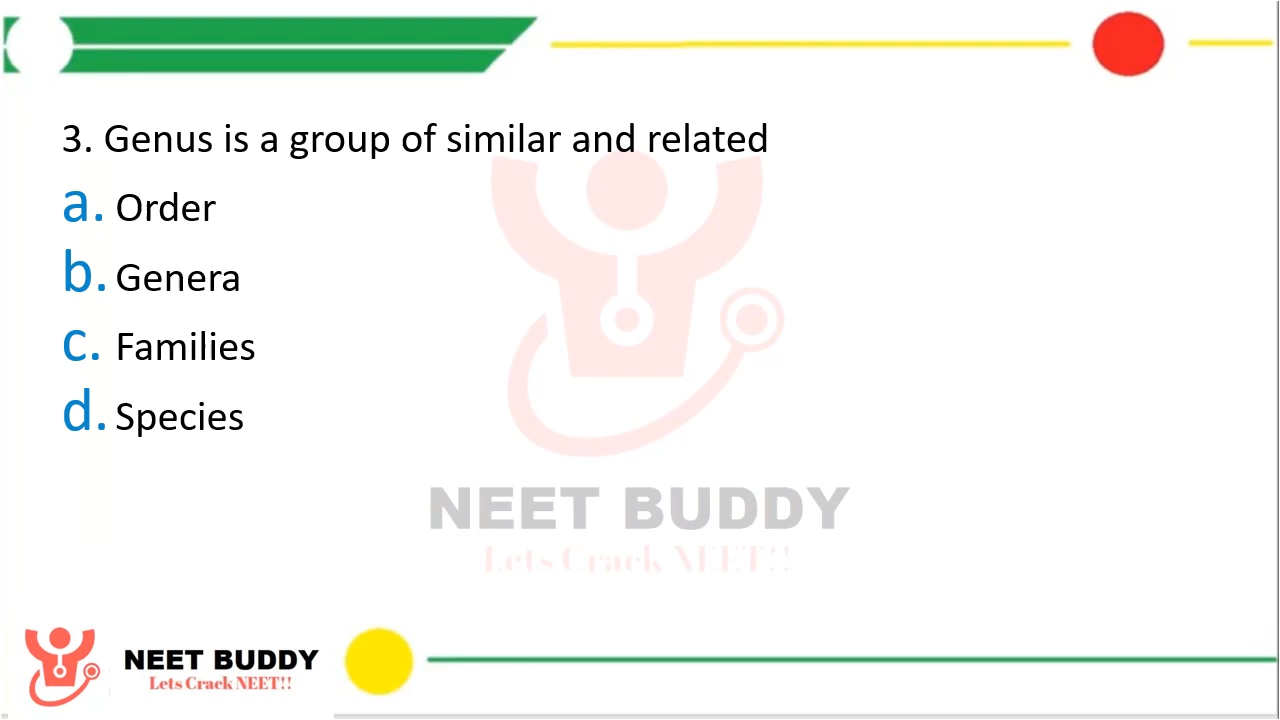 3. Genus is a group of similar and related
a. Order
b. Genera
c. Families
d. Species
NEET BUDDY
Lets Crack NEET!!
NEET BUDDY
Lets Crack NEET!!